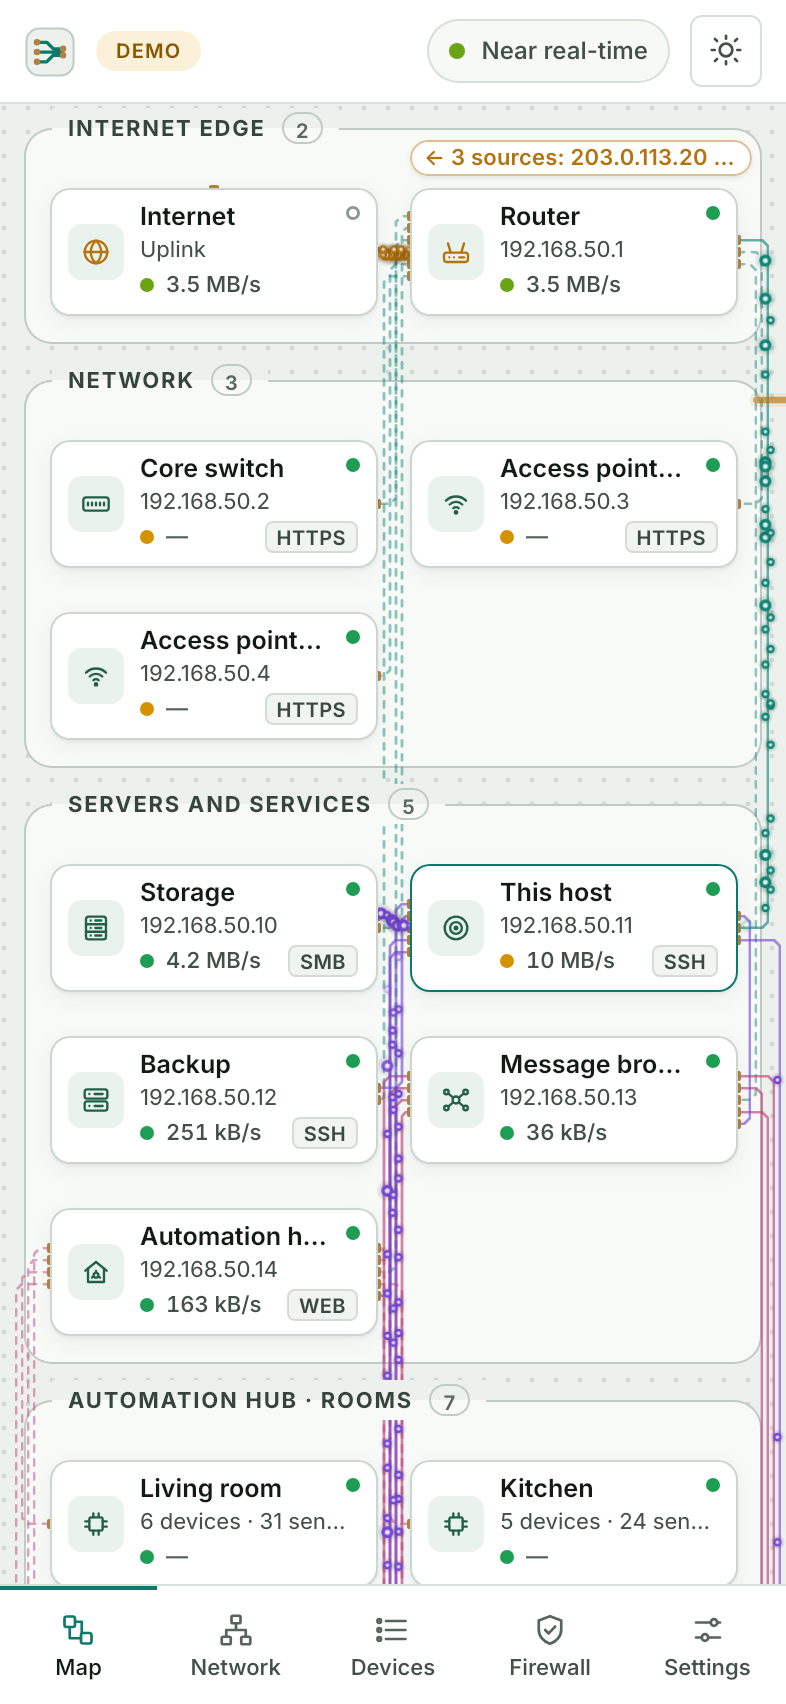 DEMO
Near real-time
INTERNET EDGE 2
← 3 sources: 203.0.113.20 ...
Internet
Uplink
3.5 MB/s
Router
192.168.50.1
3.5 MB/s
NETWORK 3
Core switch
192.168.50.2
—
HTTPS
Access point...
192.168.50.3
—
HTTPS
Access point...
192.168.50.4
—
HTTPS
SERVERS AND SERVICES 5
Storage
192.168.50.10
4.2 MB/s
SMB
This host
192.168.50.11
10 MB/s
SSH
Backup
192.168.50.12
251 kB/s
SSH
Message bro...
192.168.50.13
36 kB/s
Automation h...
192.168.50.14
163 kB/s
WEB
AUTOMATION HUB · ROOMS 7
Living room
6 devices · 31 sen...
—
Kitchen
5 devices · 24 sen...
—
Map
Network
Devices
Firewall
Settings